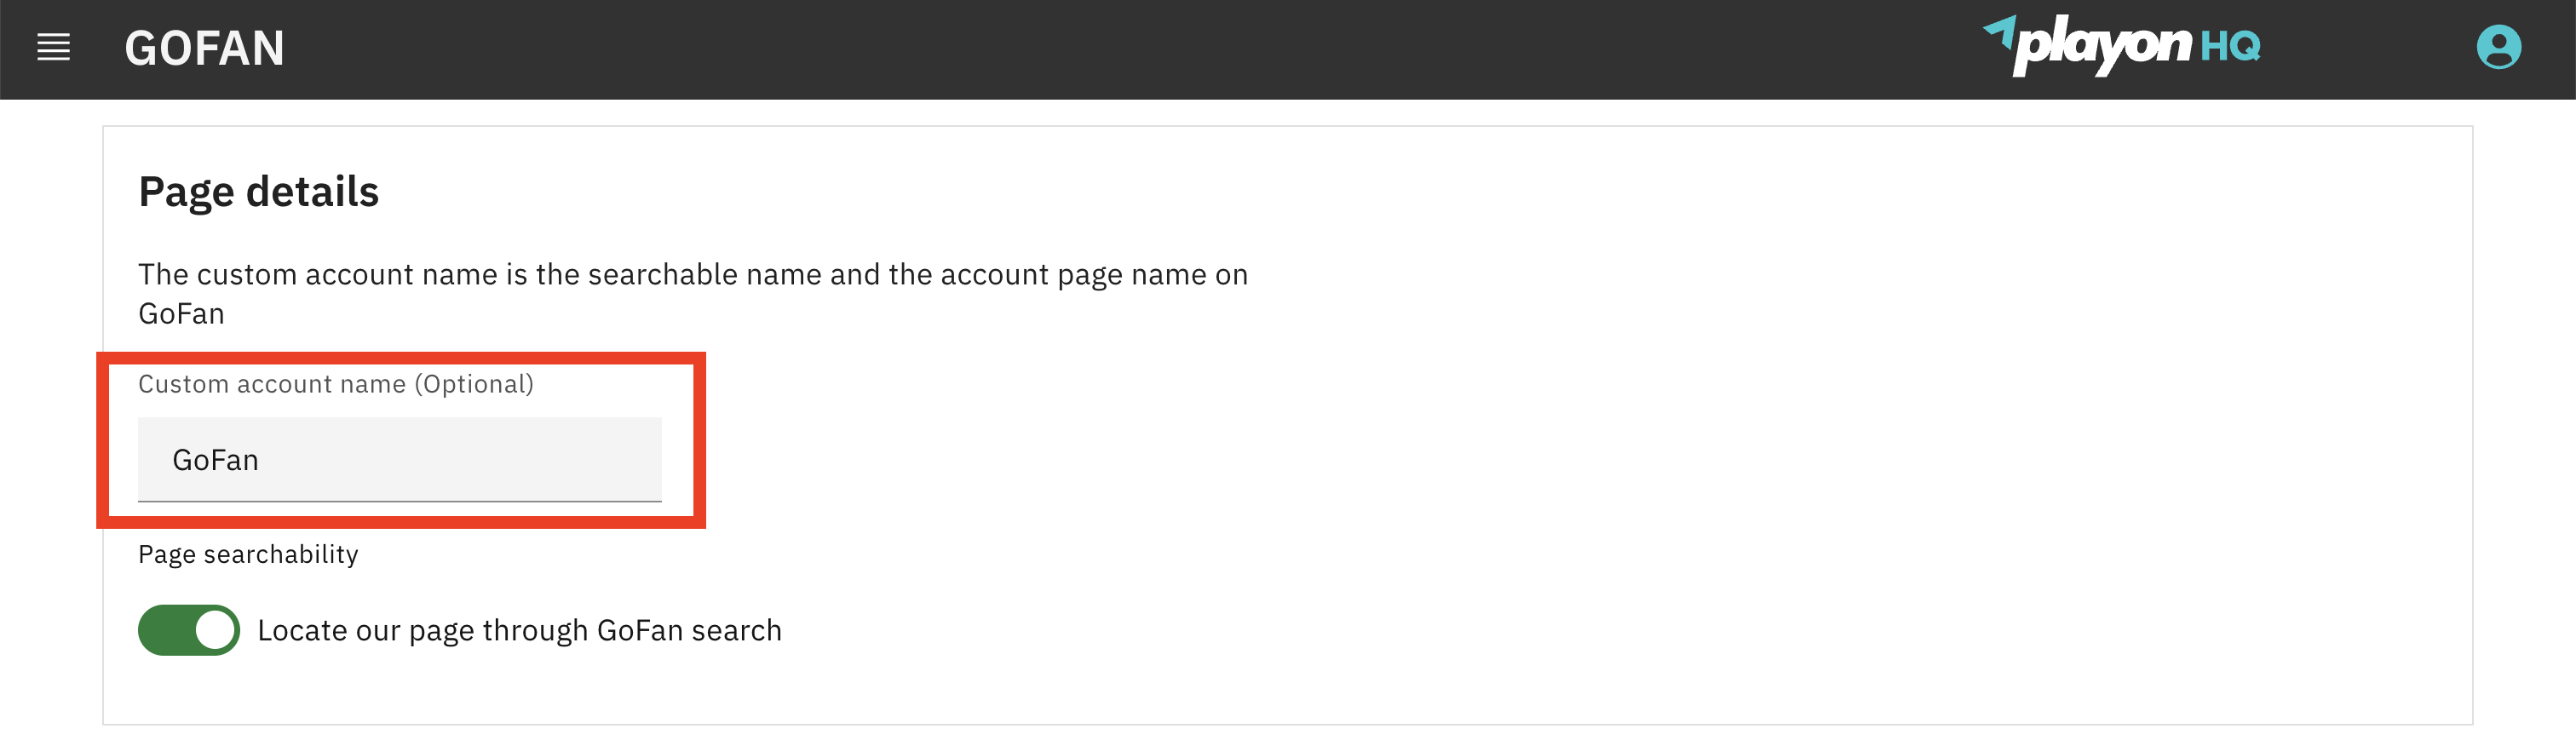 GOFAN
playon HQ
Page details
The custom account name is the searchable name and the account page name on
GoFan
Custom account name (Optional)
GoFan
Page searchability
Locate our page through GoFan search